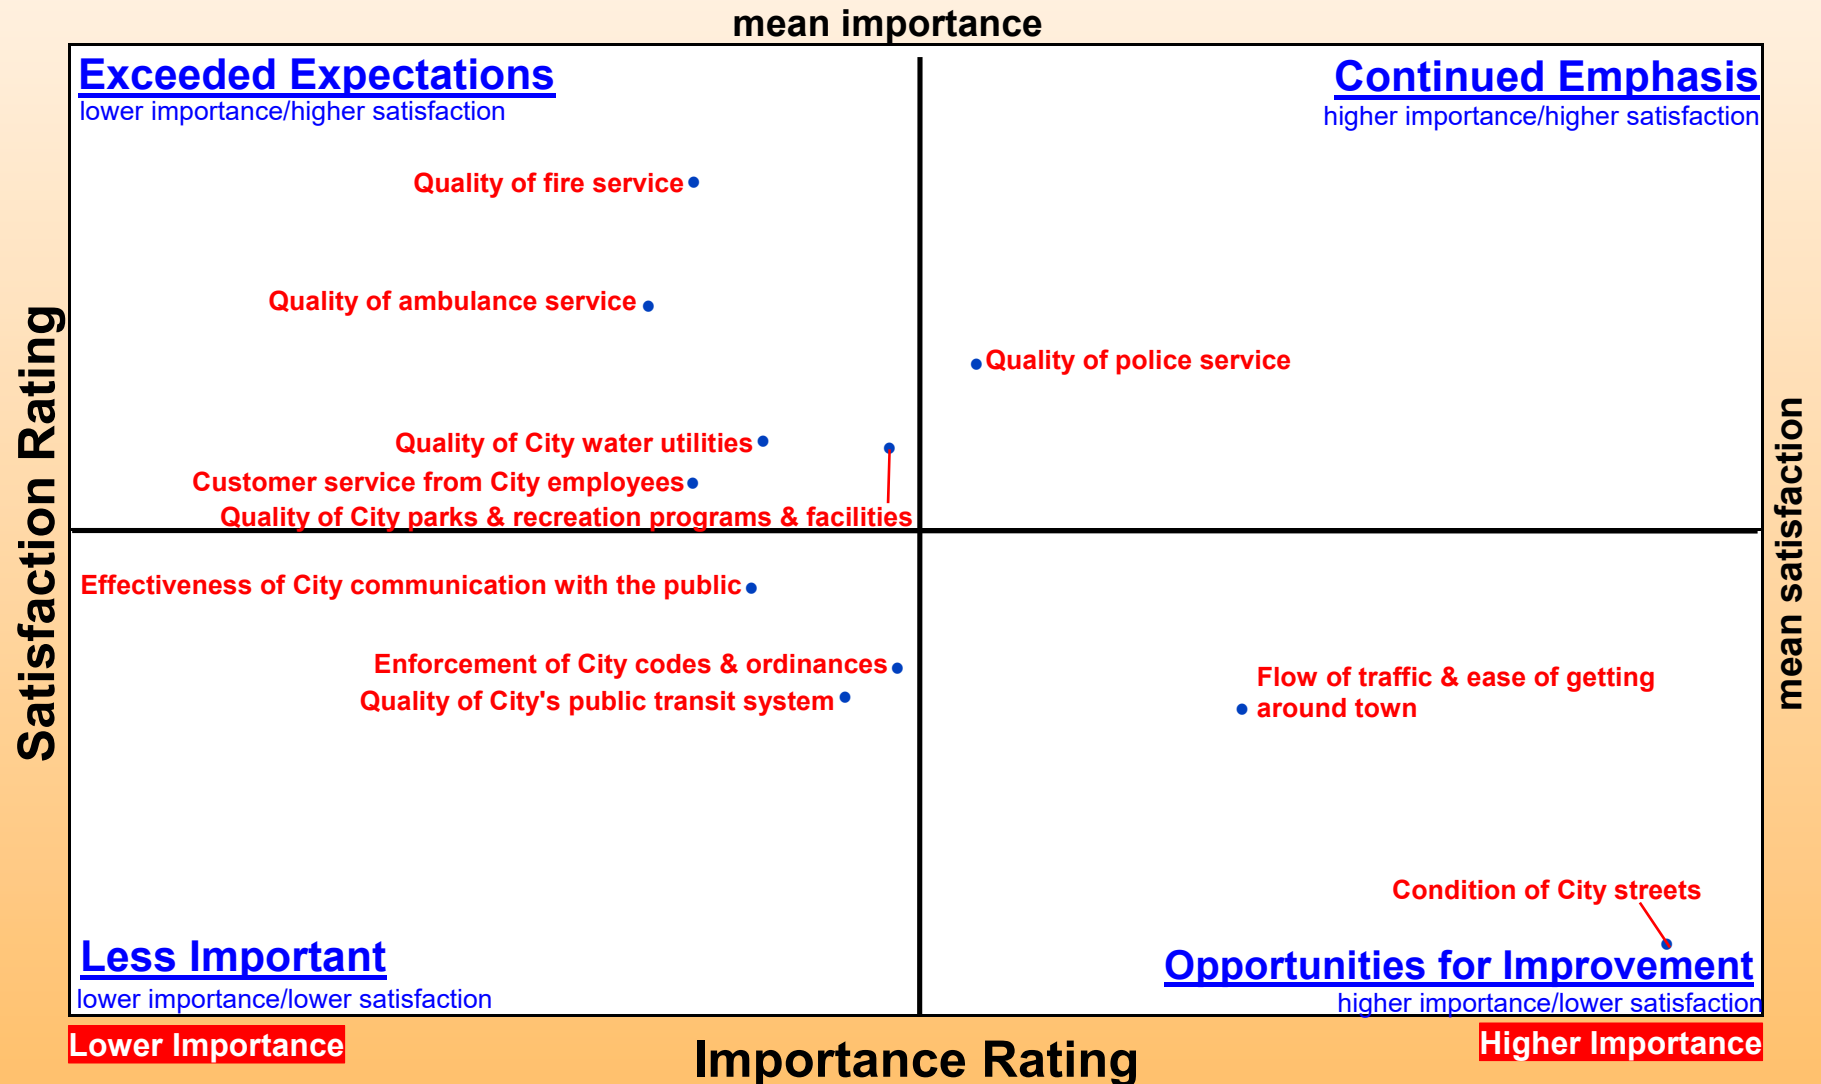 mean importance
Exceeded Expectations
lower importance/higher satisfaction
Continued Emphasis
higher importance/higher satisfaction
Quality of fire service
Quality of ambulance service
Quality of police service
Quality of City water utilities
Customer service from City employees
Quality of City parks & recreation programs & facilities
Satisfaction Rating
mean satisfaction
Effectiveness of City communication with the public
Enforcement of City codes & ordinances
Quality of City's public transit system
Flow of traffic & ease of getting
around town
Condition of City streets
Less Important
lower importance/lower satisfaction
Opportunities for Improvement
higher importance/lower satisfaction
Lower Importance
Importance Rating
Higher Importance